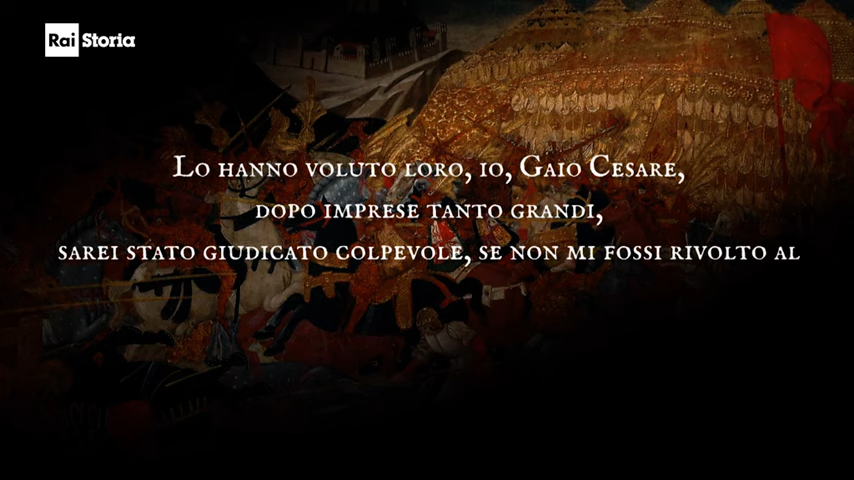 Rai Storia
Lo hanno voluto loro, io, Gaio Cesare,
dopo imprese tanto grandi,
sarei stato giudicato colpevole, se non mi fossi rivolto al